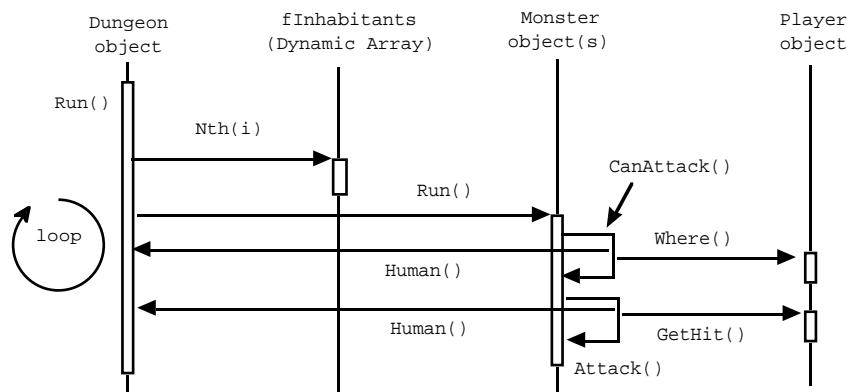 Dungeon
object
fInhabitants
(Dynamic Array)
Monster
object(s)
Player
object
Run()
Nth(i)
CanAttack()
Run()
loop
Where()
Human()
Human()
GetHit()
Attack()